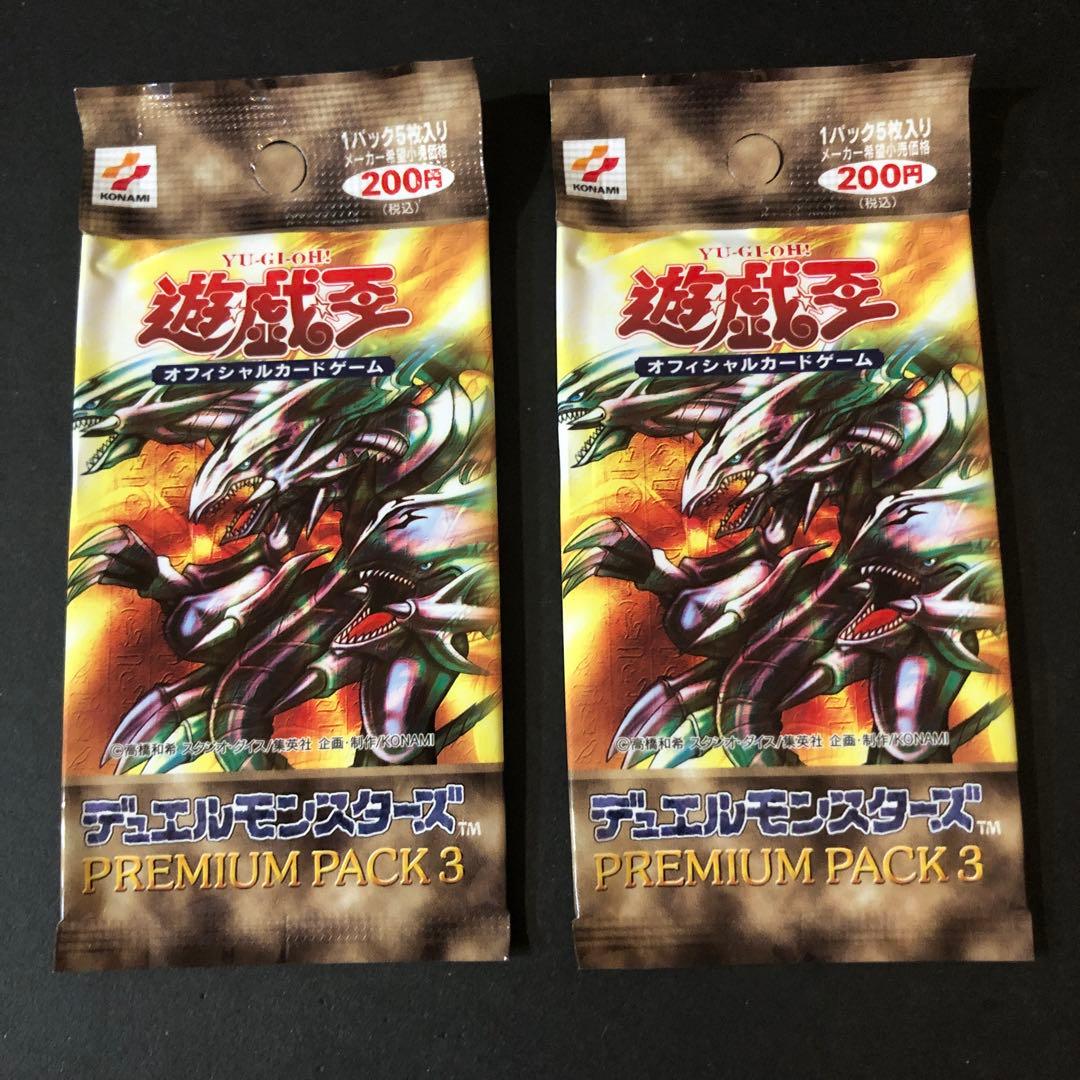 KONAMI
1パック5枚入り
メーカー希望小売価格
200円
(税込)
YU-GI-OH!
遊戯王
オフィシャルカードゲーム
©高橋和希 スタジオ・ダイス/集英社 企画・制作/KONAMI
デュエルモンスターズ™
PREMIUM PACK 3
KONAMI
1パック5枚入り
メーカー希望小売価格
200円
(税込)
YU-GI-OH!
遊戯王
オフィシャルカードゲーム
©高橋和希 スタジオ・ダイス/集英社 企画・制作/KONAMI
デュエルモンスターズ™
PREMIUM PACK 3